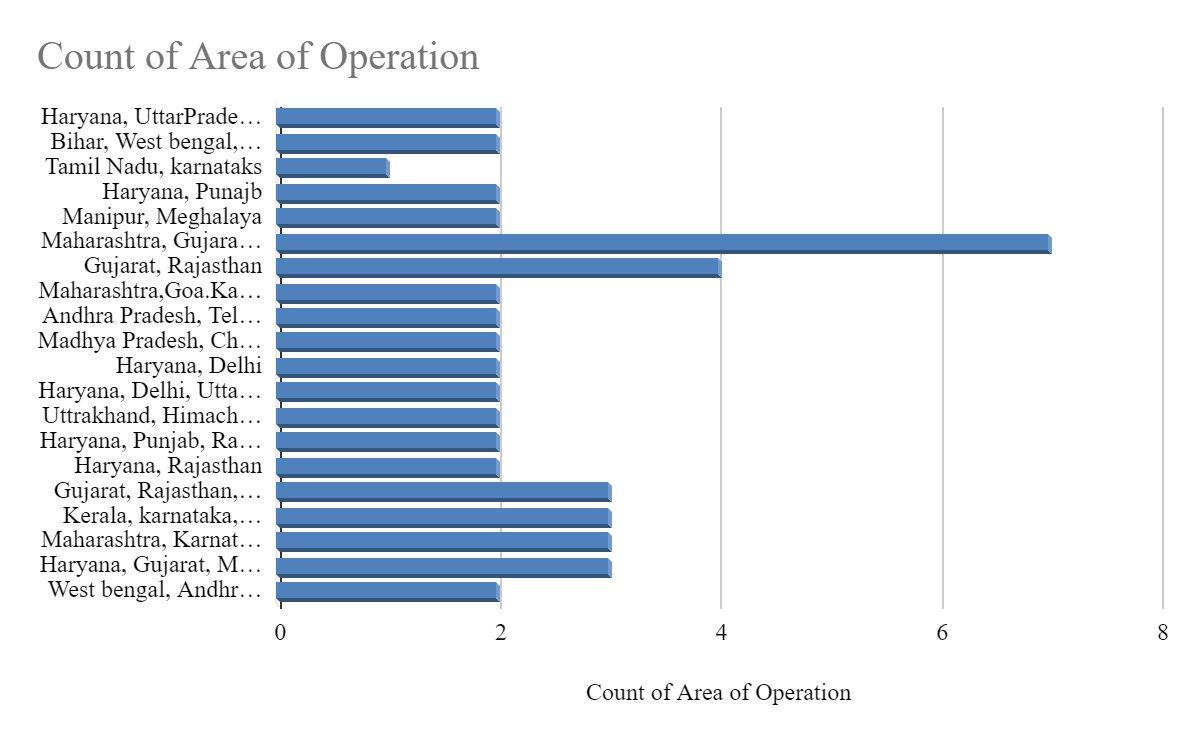 Count of Area of Operation
Haryana, UttarPrade…
Bihar, West bengal,…
Tamil Nadu, karnataks
Haryana, Punajb
Manipur, Meghalaya
Maharashtra, Gujara…
Gujarat, Rajasthan
Maharashtra,Goa.Ka…
Andhra Pradesh, Tel…
Madhya Pradesh, Ch…
Haryana, Delhi
Haryana, Delhi, Utta…
Uttrakhand, Himach…
Haryana, Punjab, Ra…
Haryana, Rajasthan
Gujarat, Rajasthan,…
Kerala, karnataka,…
Maharashtra, Karnat…
Haryana, Gujarat, M…
West bengal, Andhr…
0 2 4 6 8
Count of Area of Operation